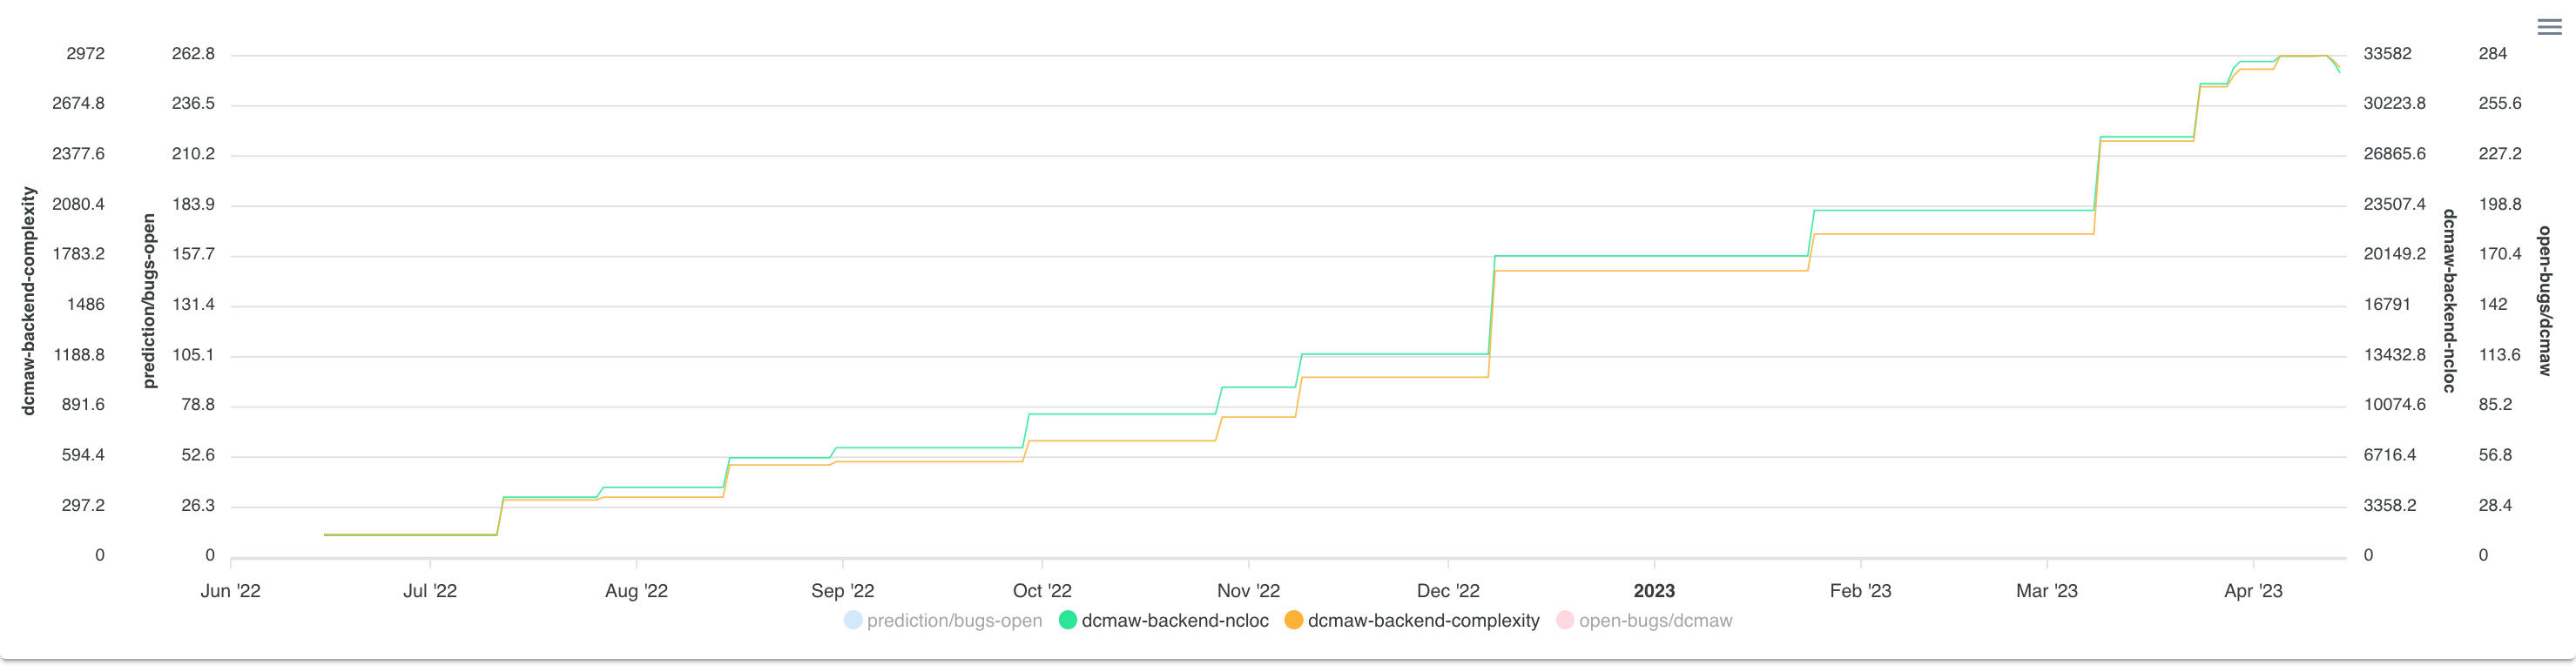 2972 262.8 33582 284
2674.8 236.5 30223.8 255.6
2377.6 210.2 26865.6 227.2
2080.4 183.9 23507.4 198.8
1783.2 157.7 20149.2 170.4
1486 131.4 16791 142
1188.8 105.1 13432.8 113.6
891.6 78.8 10074.6 85.2
594.4 52.6 6716.4 56.8
297.2 26.3 3358.2 28.4
0 0 0 0
dcmaw-backend-complexity
prediction/bugs-open
dcmaw-backend-ncloc
open-bugs/dcmaw
Jun '22 Jul '22 Aug '22 Sep '22 Oct '22 Nov '22 Dec '22 2023 Feb '23 Mar '23 Apr '23
prediction/bugs-open dcmaw-backend-ncloc dcmaw-backend-complexity open-bugs/dcmaw